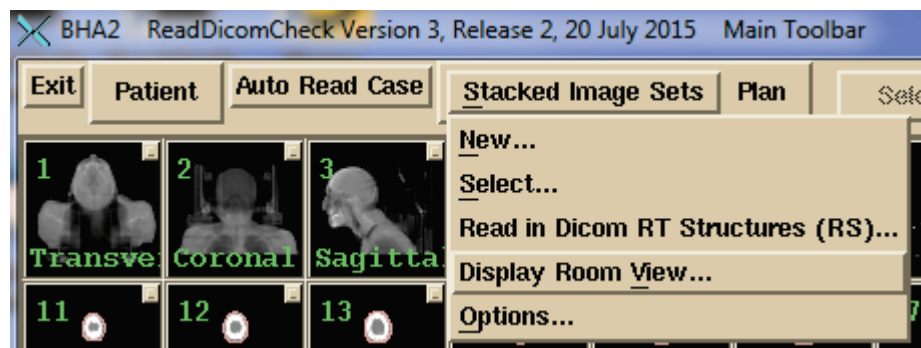 BHA2 ReadDicomCheck Version 3, Release 2, 20 July 2015 Main Toolbar
Exit Patient Auto Read Case Stacked Image Sets Plan
New...
Select...
Read in Dicom RT Structures (RS)...
Display Room View...
Options...
1 2 3
Transve Coronal Sagitta
11 12 13